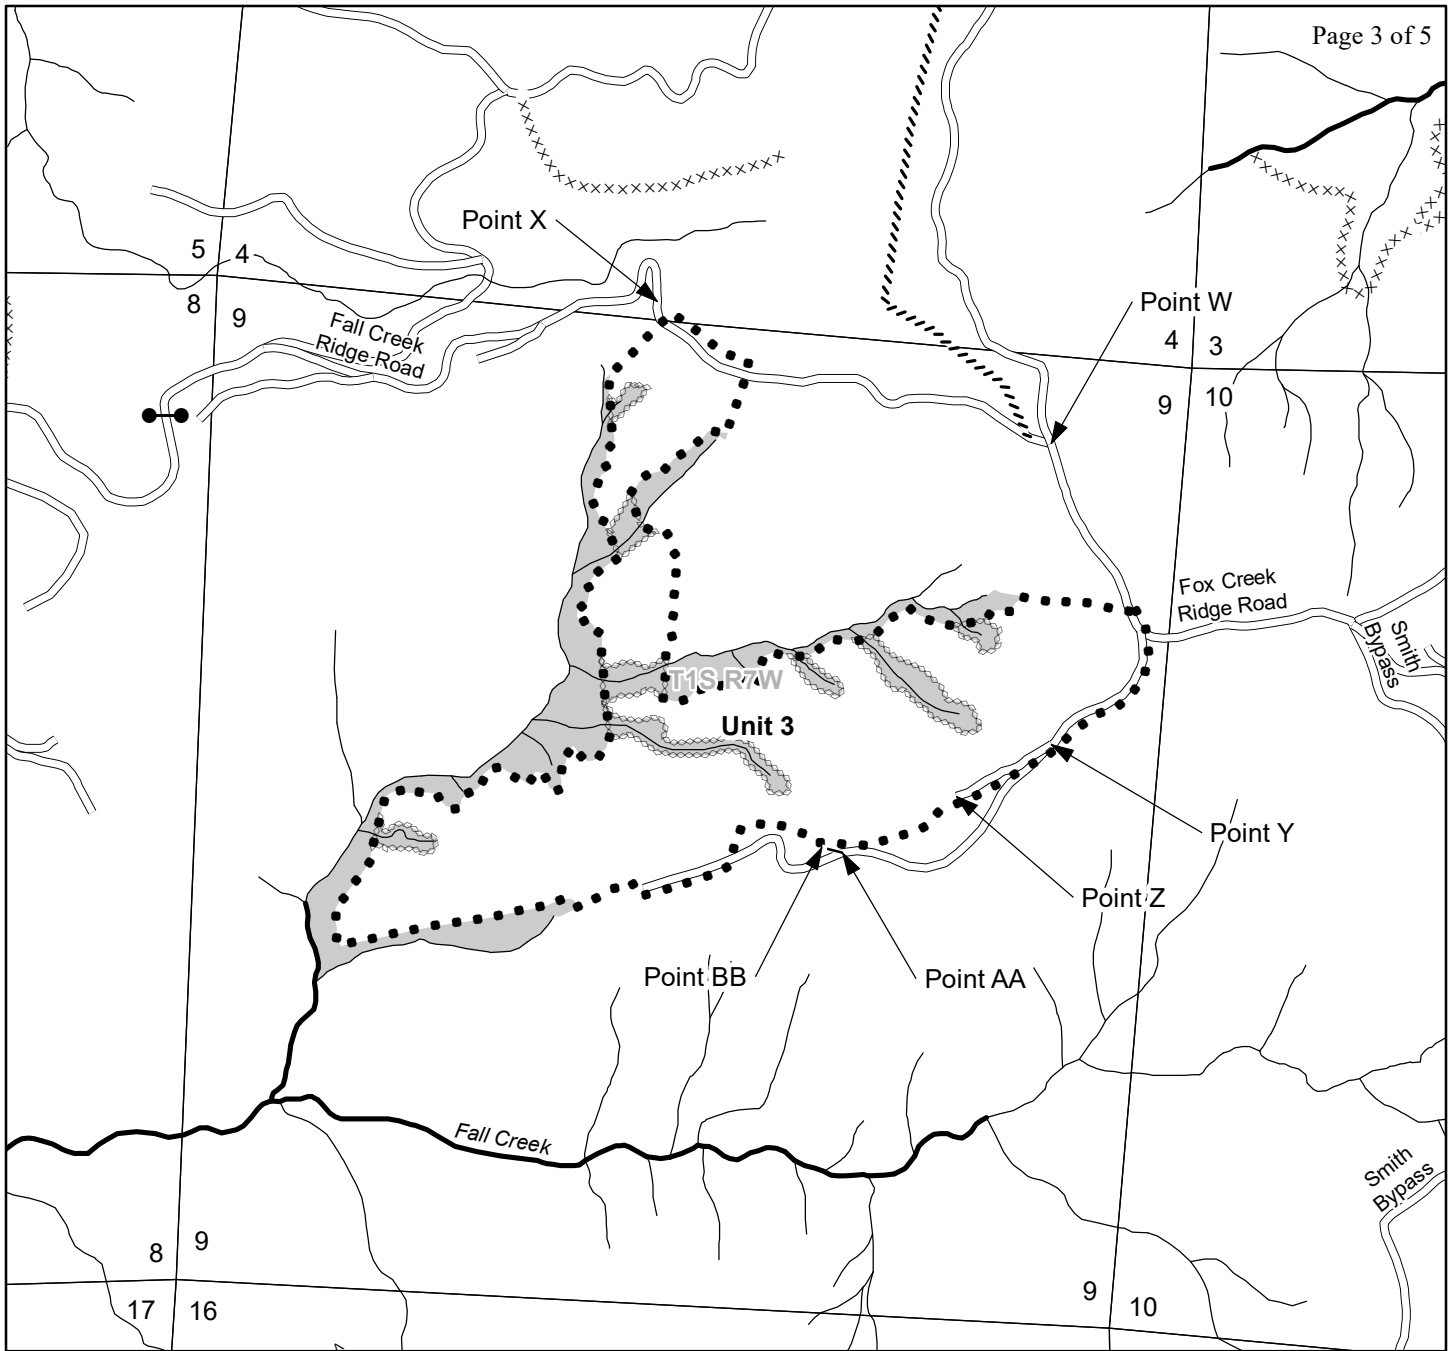 Page 3 of 5
Point X
5
4
8
9
Fall Creek
Ridge Road
Point W
4
3
9
10
Fox Creek
Ridge Road
Smith
Bypass
T1S R7W
Unit 3
Point Y
Point Z
Point BB
Point AA
Fall Creek
Smith
Bypass
8
9
17
16
9
10